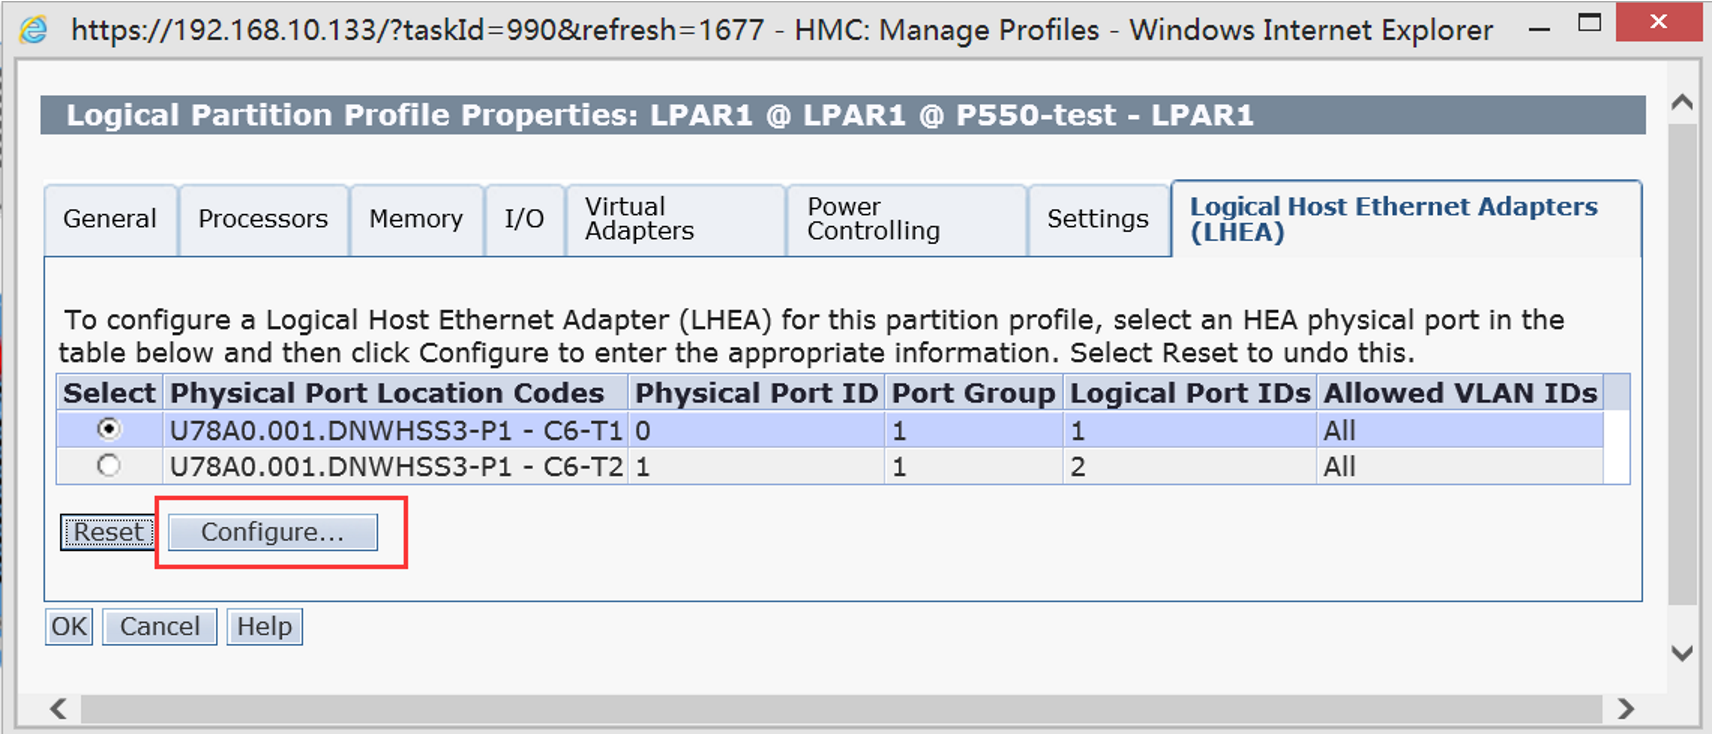 https://192.168.10.133/?taskId=990&refresh=1677 - HMC: Manage Profiles - Windows Internet Explorer
Logical Partition Profile Properties: LPAR1 @ LPAR1 @ P550-test - LPAR1
General Processors Memory I/O Virtual Adapters Power Controlling Settings Logical Host Ethernet Adapters (LHEA)
To configure a Logical Host Ethernet Adapter (LHEA) for this partition profile, select an HEA physical port in the
table below and then click Configure to enter the appropriate information. Select Reset to undo this.
Select Physical Port Location Codes Physical Port ID Port Group Logical Port IDs Allowed VLAN IDs
U78A0.001.DNWHSS3-P1 - C6-T1 0 1 1 All
U78A0.001.DNWHSS3-P1 - C6-T2 1 1 2 All
Reset Configure...
OK Cancel Help